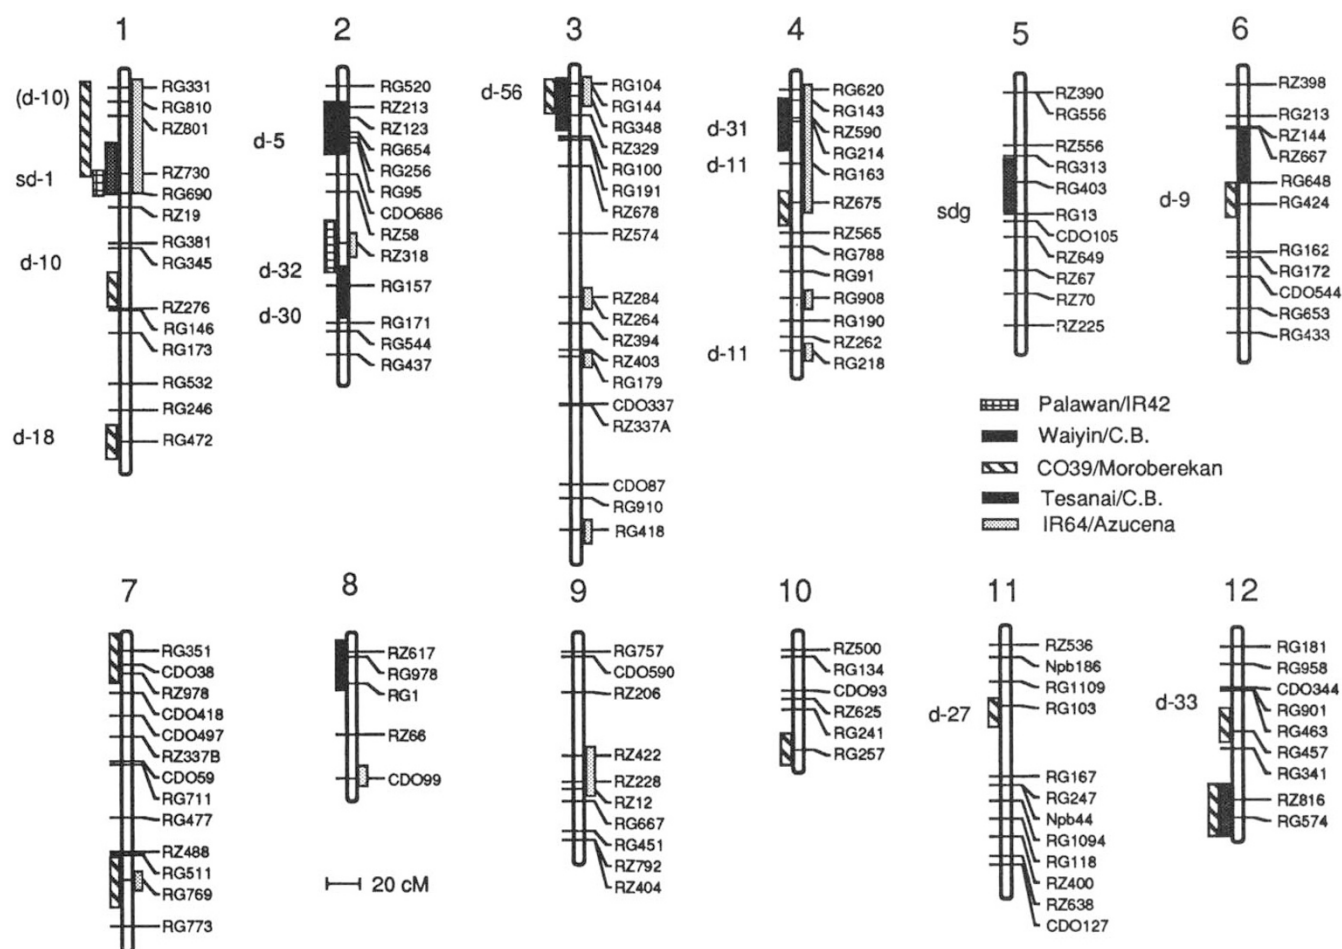 1
(d-10)
sd-1
d-10
d-18
RG331
RG810
RZ801
RZ730
RG690
RZ19
RG381
RG345
RZ276
RG146
RG173
RG532
RG246
RG472
2
d-5
d-32
d-30
RG520
RZ213
RZ123
RG654
RG256
RG95
CDO686
RZ58
RZ318
RG157
RG171
RG544
RG437
3
d-56
RG104
RG144
RG348
RZ329
RG100
RG191
RZ678
RZ574
RZ284
RZ264
RZ394
RZ403
RG179
CDO337
RZ337A
CDO87
RG910
RG418
4
d-31
d-11
d-11
RG620
RG143
RZ590
RG214
RG163
RZ675
RZ565
RG788
RG91
RG908
RG190
RZ262
RG218
5
sdg
RZ390
RG556
RZ556
RG313
RG403
RG13
CDO105
RZ649
RZ67
RZ70
RZ225
6
d-9
RZ398
RG213
RZ144
RZ667
RG648
RG424
RG162
RG172
CDO544
RG653
RG433
Palawan/IR42
Waiyin/C.B.
CO39/Moroberekan
Tesanai/C.B.
IR64/Azucena
7
RG351
CDO38
RZ978
CDO418
CDO497
RZ337B
CDO59
RG711
RG477
RZ488
RG511
RG769
RG773
8
RZ617
RG978
RG1
RZ66
CDO99
20 cM
9
RG757
CDO590
RZ206
RZ422
RZ228
RZ12
RG667
RG451
RZ792
RZ404
10
RZ500
RG134
CDO93
RZ625
RG241
RG257
11
d-27
RZ536
Npb186
RG1109
RG103
RG167
RG247
Npb44
RG1094
RG118
RZ400
RZ638
CDO127
12
d-33
RG181
RG958
CDO344
RG901
RG463
RG457
RG341
RZ816
RG574